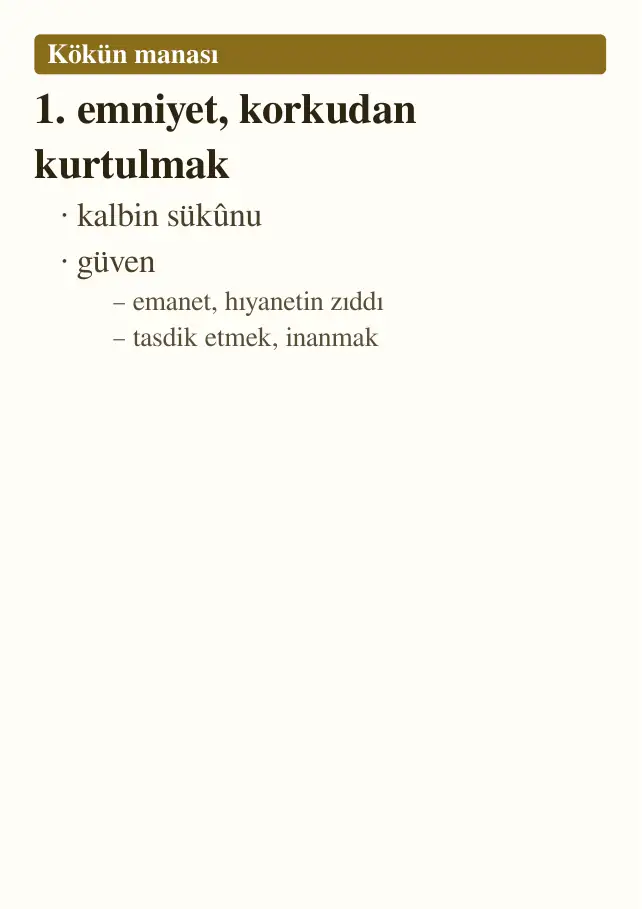 Kökün manası
1. emniyet, korkudan
kurtulmak
· kalbin sükûnu
· güven
– emanet, hıyanetin zıddı
– tasdik etmek, inanmak